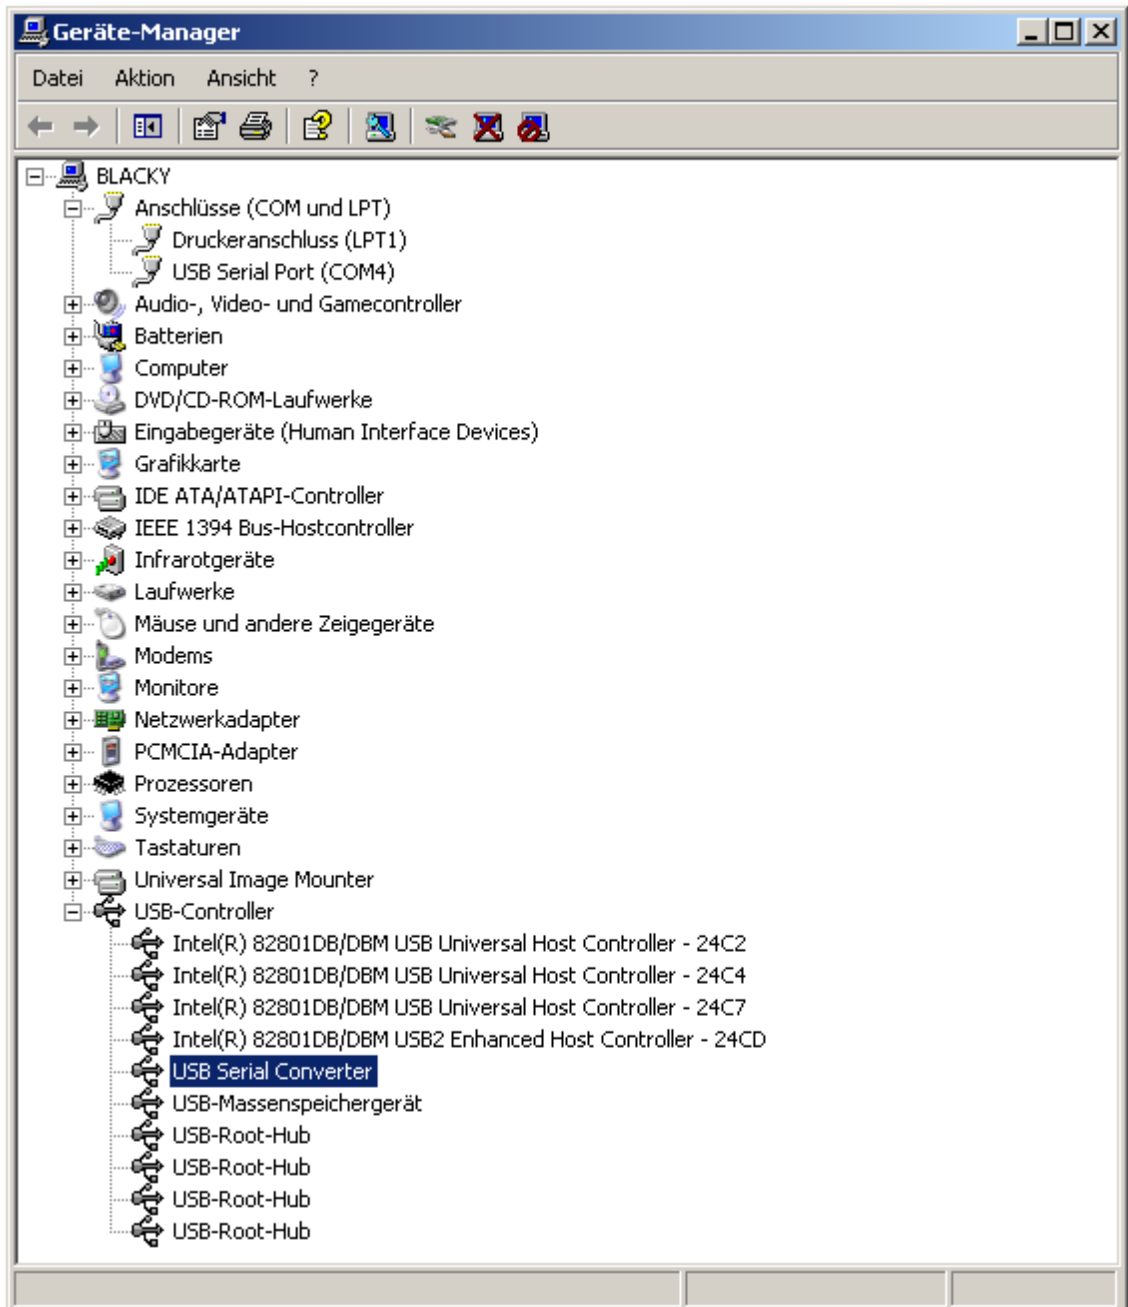 Geräte-Manager
Datei Aktion Ansicht ?
BLACKY
Anschlüsse (COM und LPT)
Druckeranschluss (LPT1)
USB Serial Port (COM4)
Audio-, Video- und Gamecontroller
Batterien
Computer
DVD/CD-ROM-Laufwerke
Eingabegeräte (Human Interface Devices)
Grafikkarte
IDE ATA/ATAPI-Controller
IEEE 1394 Bus-Hostcontroller
Infrarotgeräte
Laufwerke
Mäuse und andere Zeigegeräte
Modems
Monitore
Netzwerkadapter
PCMCIA-Adapter
Prozessoren
Systemgeräte
Tastaturen
Universal Image Mounter
USB-Controller
Intel(R) 82801DB/DBM USB Universal Host Controller - 24C2
Intel(R) 82801DB/DBM USB Universal Host Controller - 24C4
Intel(R) 82801DB/DBM USB Universal Host Controller - 24C7
Intel(R) 82801DB/DBM USB2 Enhanced Host Controller - 24CD
USB Serial Converter
USB-Massenspeichergerät
USB-Root-Hub
USB-Root-Hub
USB-Root-Hub
USB-Root-Hub